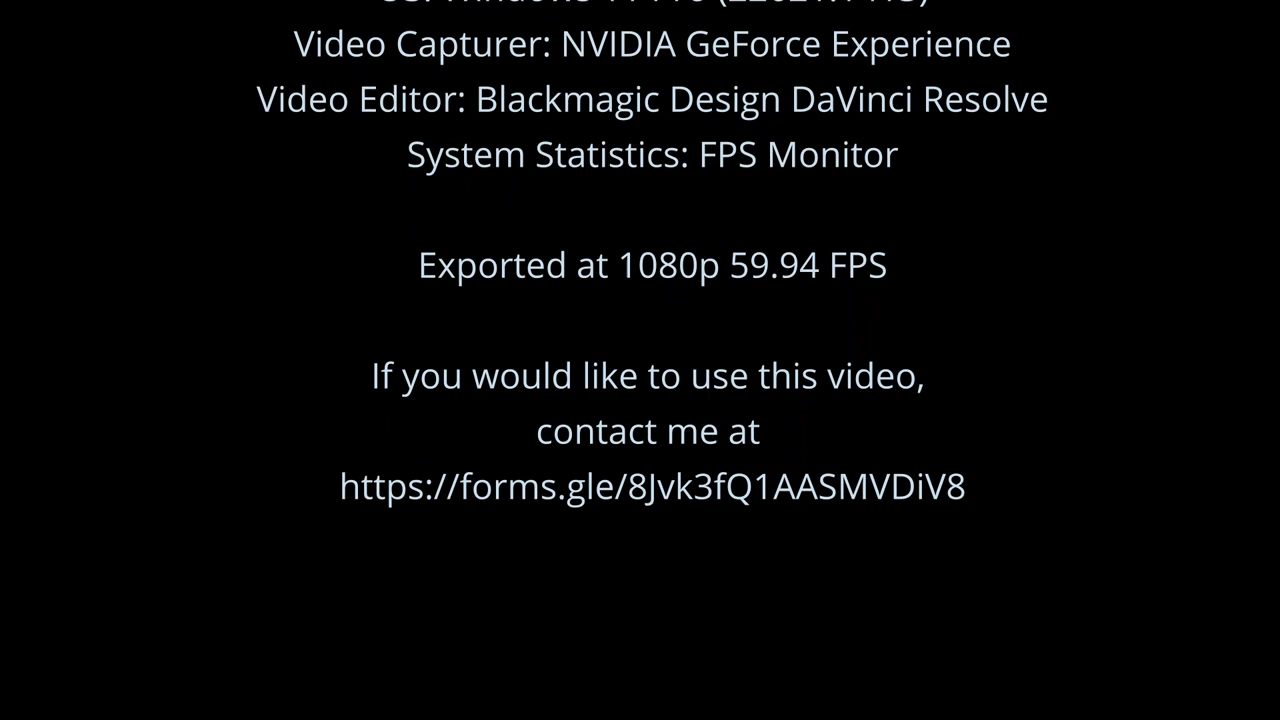 Video Capturer: NVIDIA GeForce Experience
Video Editor: Blackmagic Design DaVinci Resolve
System Statistics: FPS Monitor
Exported at 1080p 59.94 FPS
If you would like to use this video,
contact me at
https://forms.gle/8Jvk3fQ1AASMVDiV8